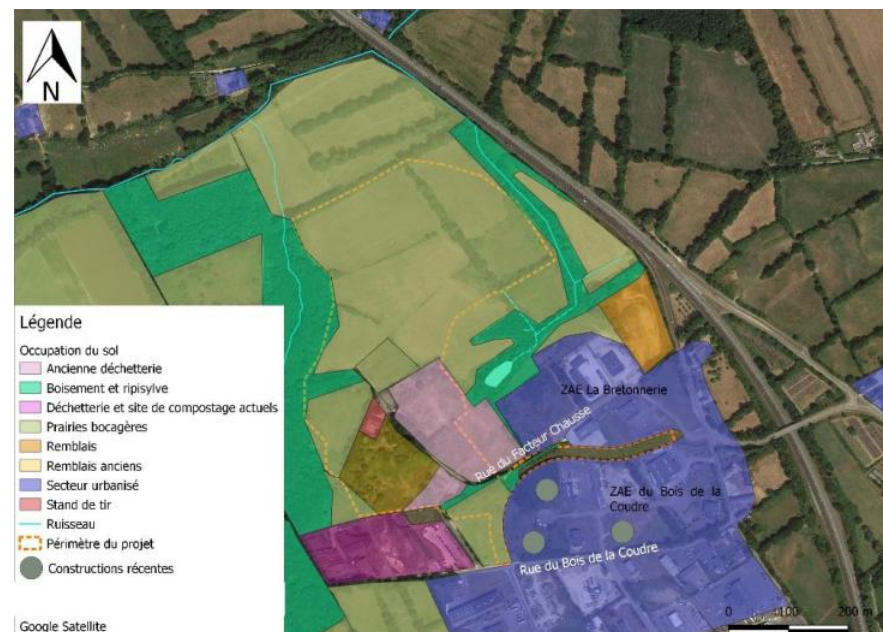 N
Légende
Occupation du sol
Ancienne déchetterie
Boisement et ripisylve
Déchetterie et site de compostage actuels
Prairies bocagères
Remblais
Remblais anciens
Secteur urbanisé
Stand de tir
Ruisseau
Périmètre du projet
Constructions récentes
Google Satellite
ZAE La Bretonnerie
Rue du Facteur Chausse
ZAE du Bois de la
Coudre
Rue du Bois de la Coudre
0 100 200 m